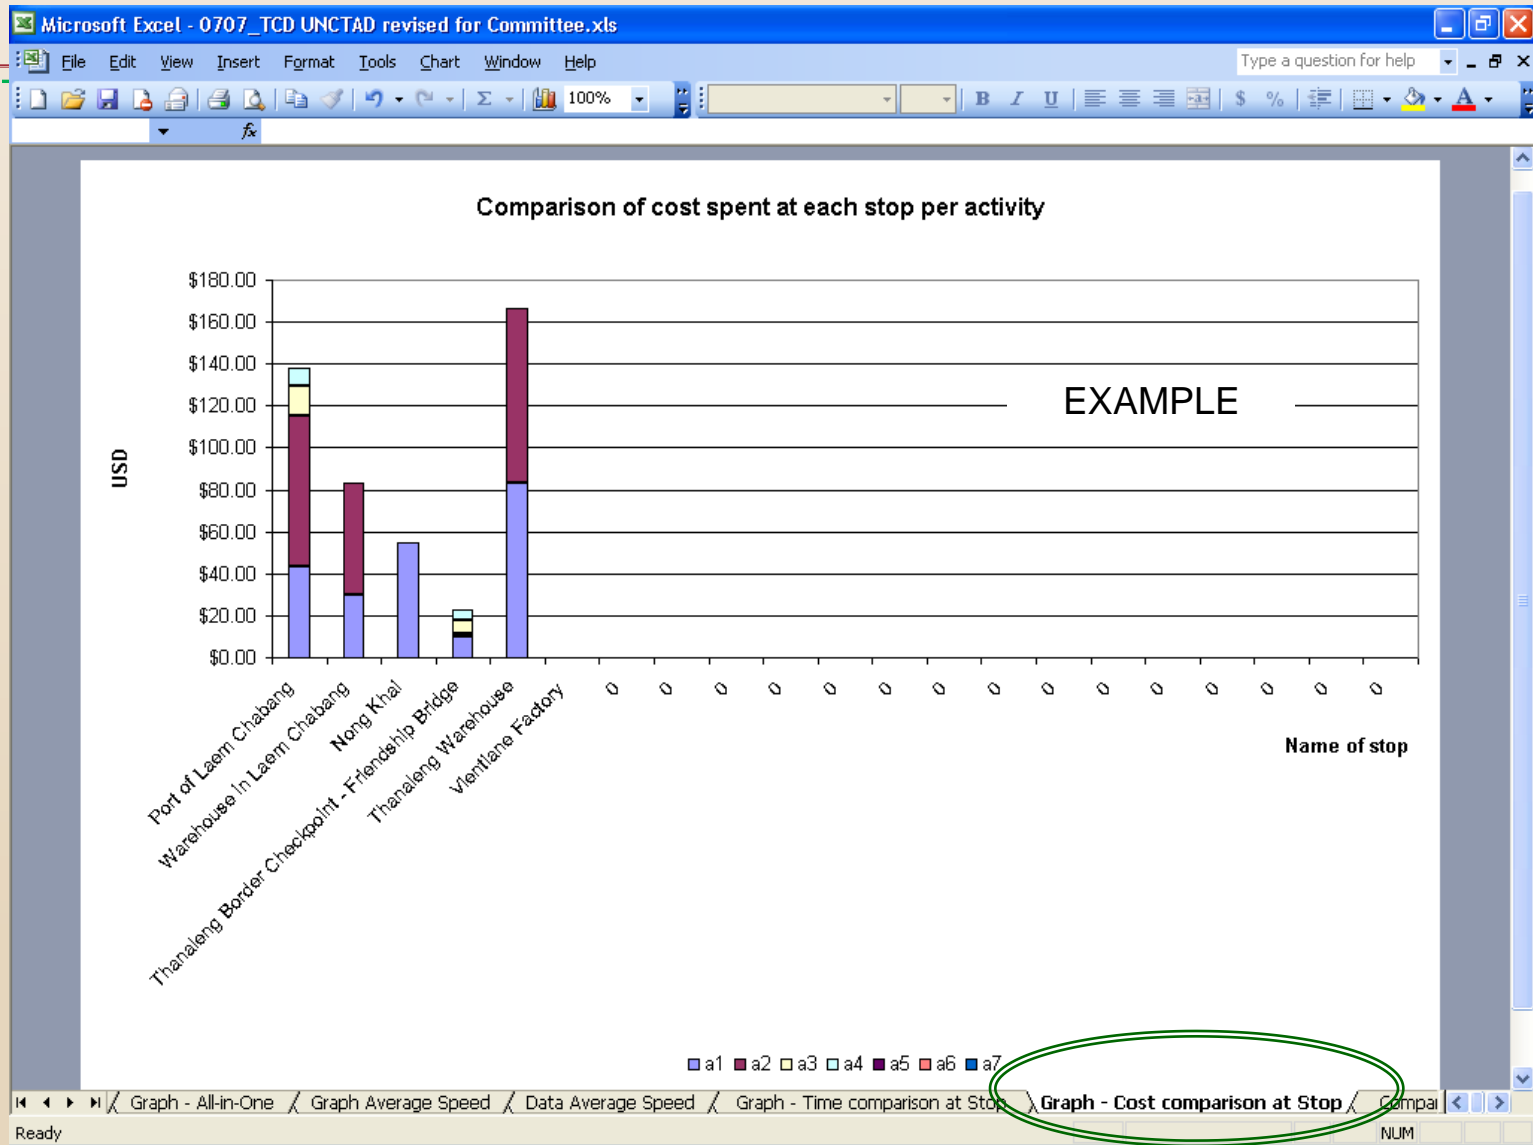 Microsoft Excel - 0707_TCD UNCTAD revised for Committee.xls
File Edit View Insert Format Tools Chart Window Help
Type a question for help
Σ 100% B I U $ %
fx
Comparison of cost spent at each stop per activity
$180.00
$160.00
$140.00
$120.00
$100.00
$80.00
$60.00
$40.00
$20.00
$0.00
USD
EXAMPLE
Port of Laem Chabang
Warehouse in Laem Chabang
Nong Khai
Thanaleng Border Checkpoint - Friendship Bridge
Thanaleng Warehouse
Vientiane Factory
0 0 0 0 0 0 0 0 0 0 0 0 0 0 0
Name of stop
a1 a2 a3 a4 a5 a6 a7
Graph - All-in-One Graph Average Speed Data Average Speed Graph - Time comparison at Stop Graph - Cost comparison at Stop Compar
Ready NUM